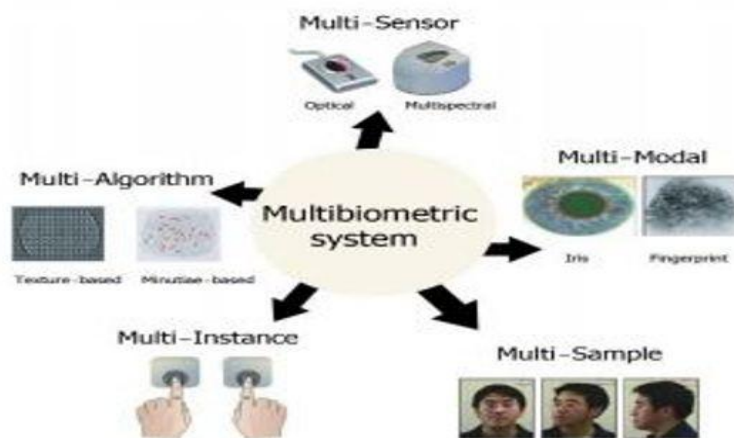 Multi-Sensor
Optical Multispectral
Multi-Algorithm
Texture-based Minutiae-based
Multi-Modal
Iris Fingerprint
Multibiometric
system
Multi-Instance
Multi-Sample